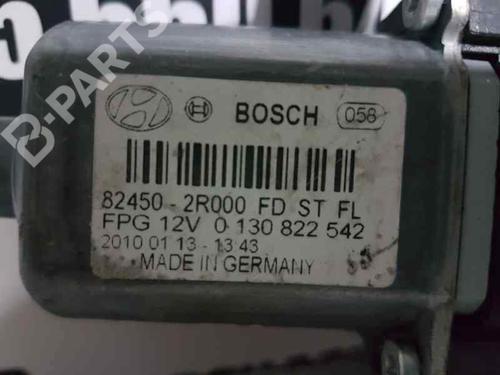 B-PARTS
BOSCH 058
82450-2R000 FD ST FL
FPG 12V 0 130 822 542
2010 01 13-13:43
MADE IN GERMANY